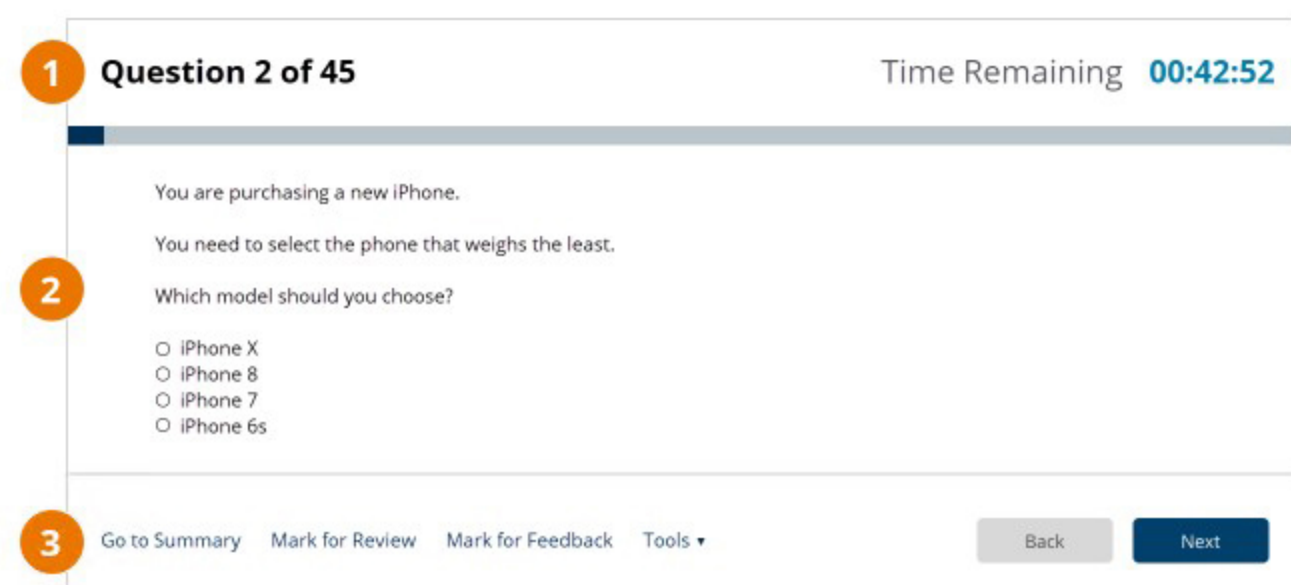 1 Question 2 of 45 Time Remaining 00:42:52
You are purchasing a new iPhone.
You need to select the phone that weighs the least.
2
Which model should you choose?
iPhone X
iPhone 8
iPhone 7
iPhone 6s
3 Go to Summary Mark for Review Mark for Feedback Tools ▾ Back Next